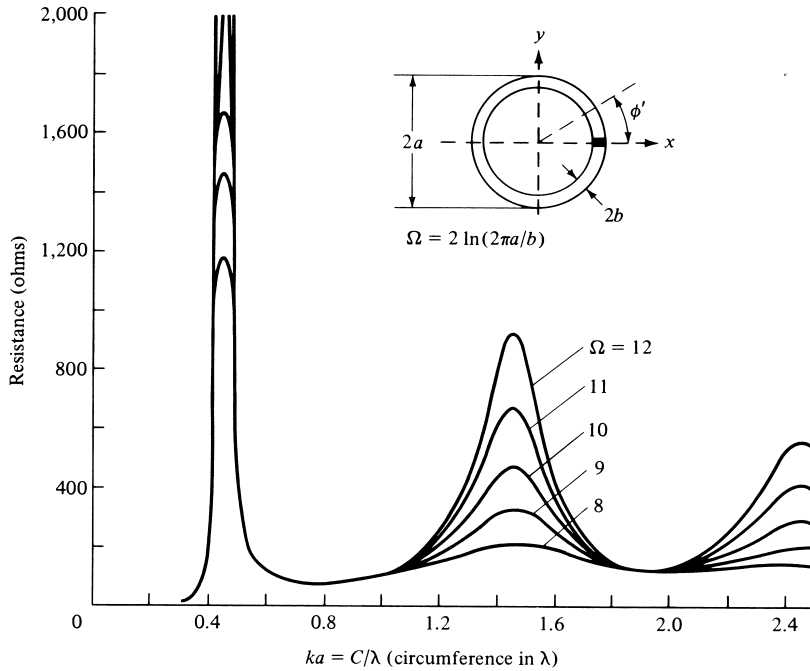 2,000
1,600
1,200
800
400
0
0.4
0.8
1.2
1.6
2.0
2.4
Resistance (ohms)
ka = C/λ (circumference in λ)
y
x
ϕ′
2a
2b
Ω = 2 ln(2πa/b)
Ω = 12
11
10
9
8